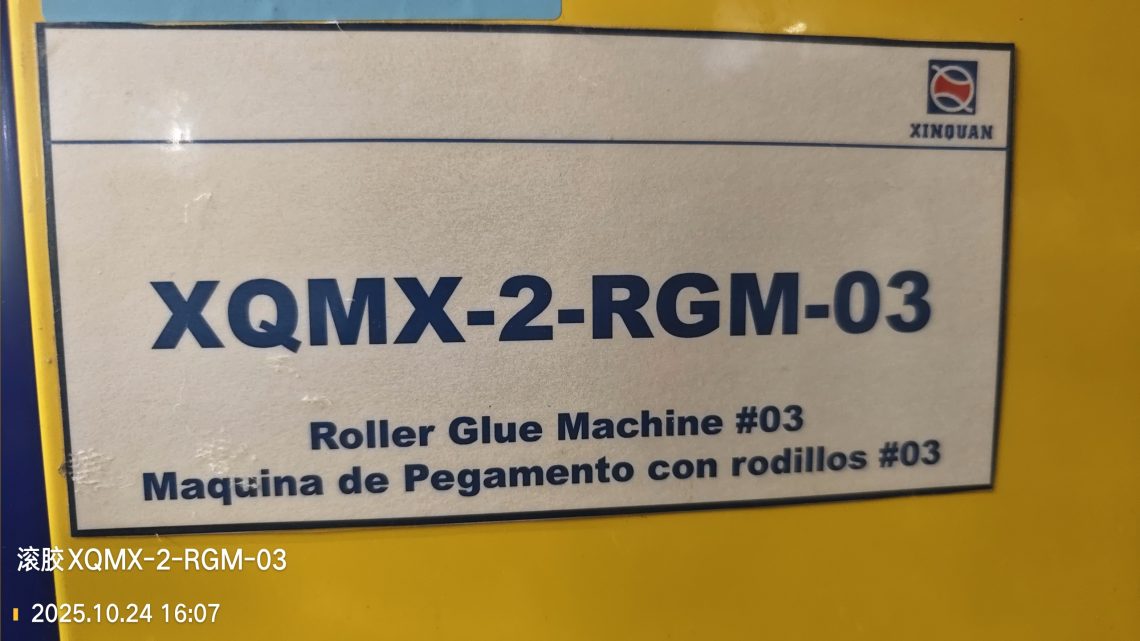 XINQUAN
XQMX-2-RGM-03
Roller Glue Machine #03
Maquina de Pegamento con rodillos #03
滚胶XQMX-2-RGM-03
2025.10.24 16:07